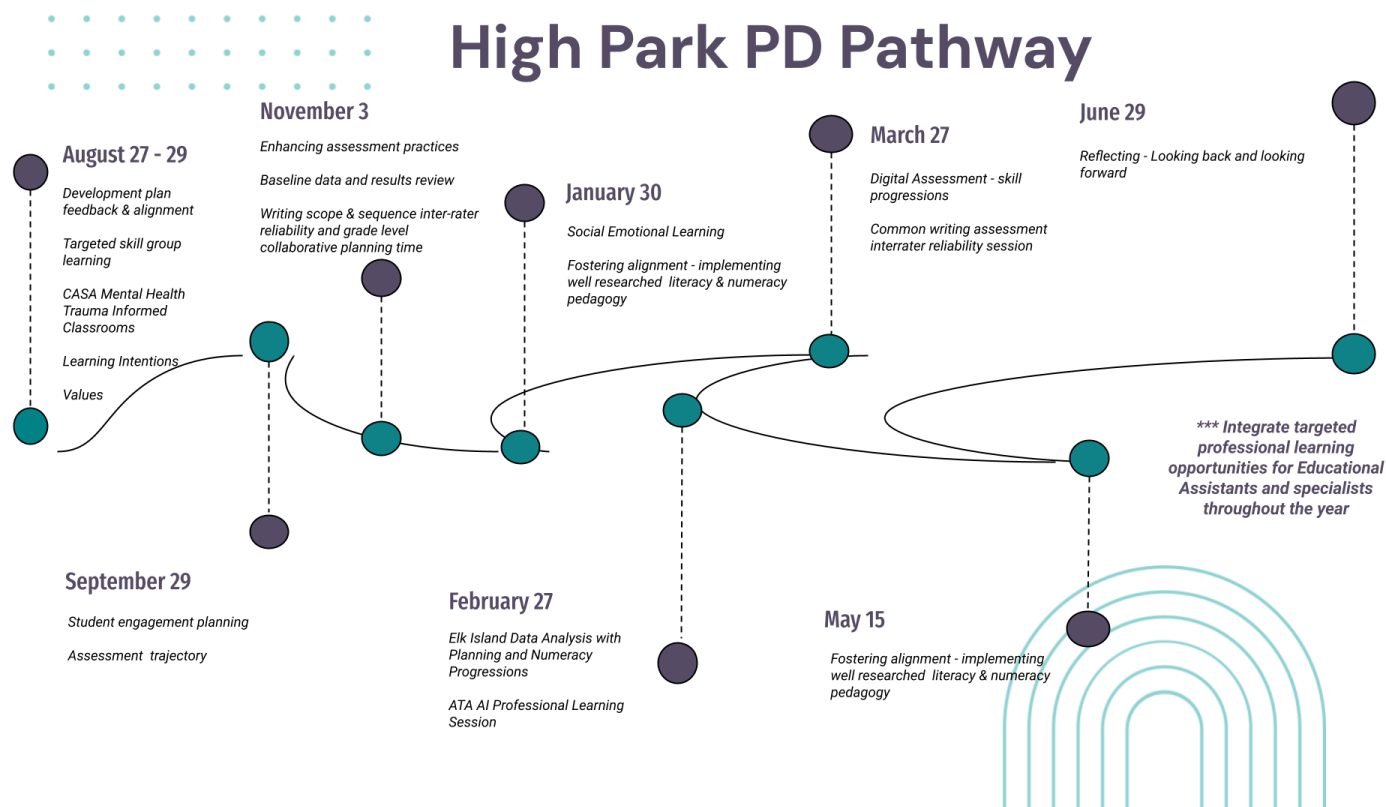 High Park PD Pathway
August 27 - 29
Development plan
feedback & alignment
Targeted skill group
learning
CASA Mental Health
Trauma Informed
Classrooms
Learning Intentions
Values
September 29
Student engagement planning
Assessment trajectory
November 3
Enhancing assessment practices
Baseline data and results review
Writing scope & sequence inter-rater
reliability and grade level
collaborative planning time
January 30
Social Emotional Learning
Fostering alignment - implementing
well researched literacy & numeracy
pedagogy
February 27
Elk Island Data Analysis with
Planning and Numeracy
Progressions
ATA AI Professional Learning
Session
March 27
Digital Assessment - skill
progressions
Common writing assessment
interrater reliability session
May 15
Fostering alignment - implementing
well researched literacy & numeracy
pedagogy
June 29
Reflecting - Looking back and looking
forward
*** Integrate targeted
professional learning
opportunities for Educational
Assistants and specialists
throughout the year